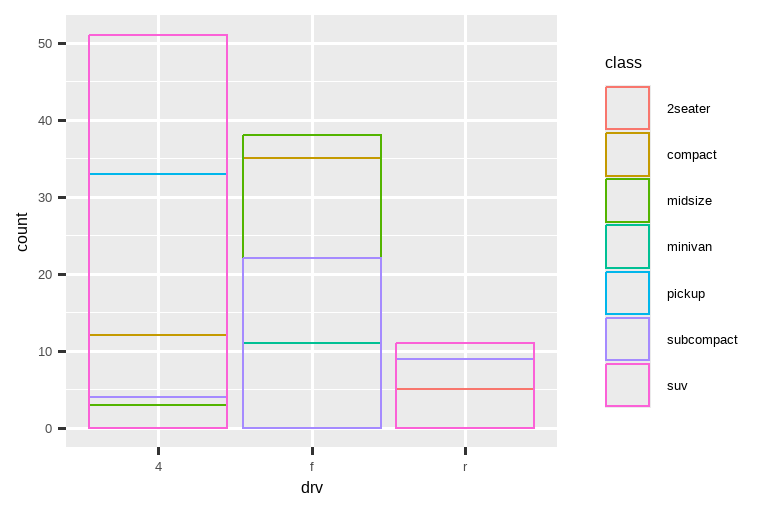 50
40
30
20
10
0
count
4 f r
drv
class
2seater
compact
midsize
minivan
pickup
subcompact
suv